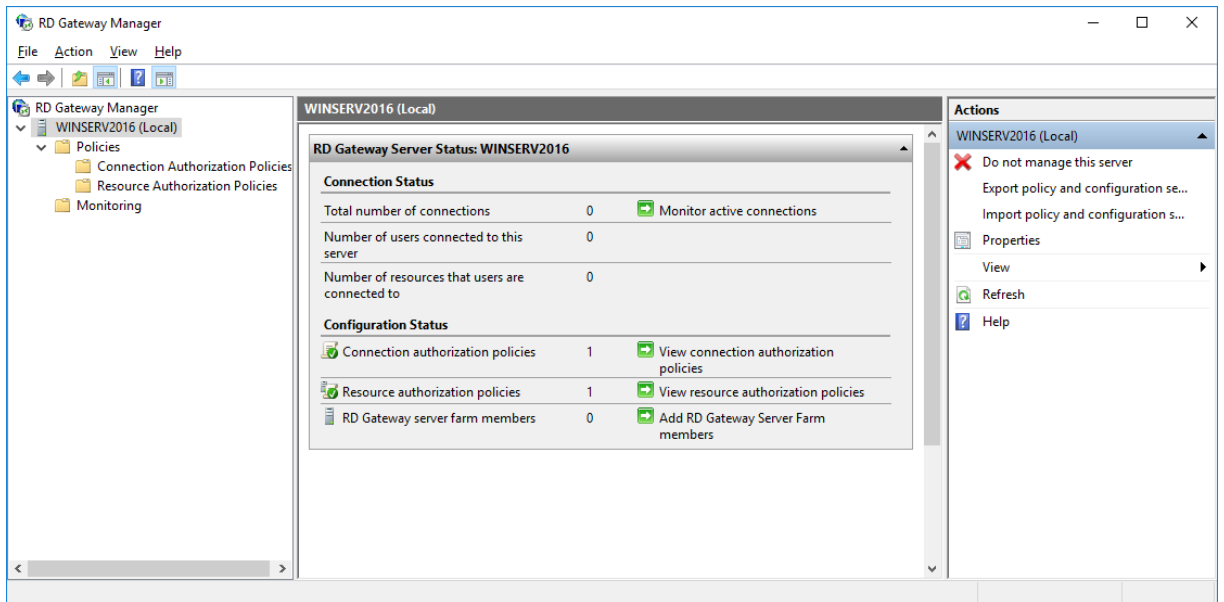 RD Gateway Manager
File Action View Help
RD Gateway Manager
WINSERV2016 (Local)
Policies
Connection Authorization Policies
Resource Authorization Policies
Monitoring
WINSERV2016 (Local)
RD Gateway Server Status: WINSERV2016
Connection Status
Total number of connections 0 Monitor active connections
Number of users connected to this 0
server
Number of resources that users are 0
connected to
Configuration Status
Connection authorization policies 1 View connection authorization
policies
Resource authorization policies 1 View resource authorization policies
RD Gateway server farm members 0 Add RD Gateway Server Farm
members
Actions
WINSERV2016 (Local)
Do not manage this server
Export policy and configuration se...
Import policy and configuration s...
Properties
View
Refresh
Help